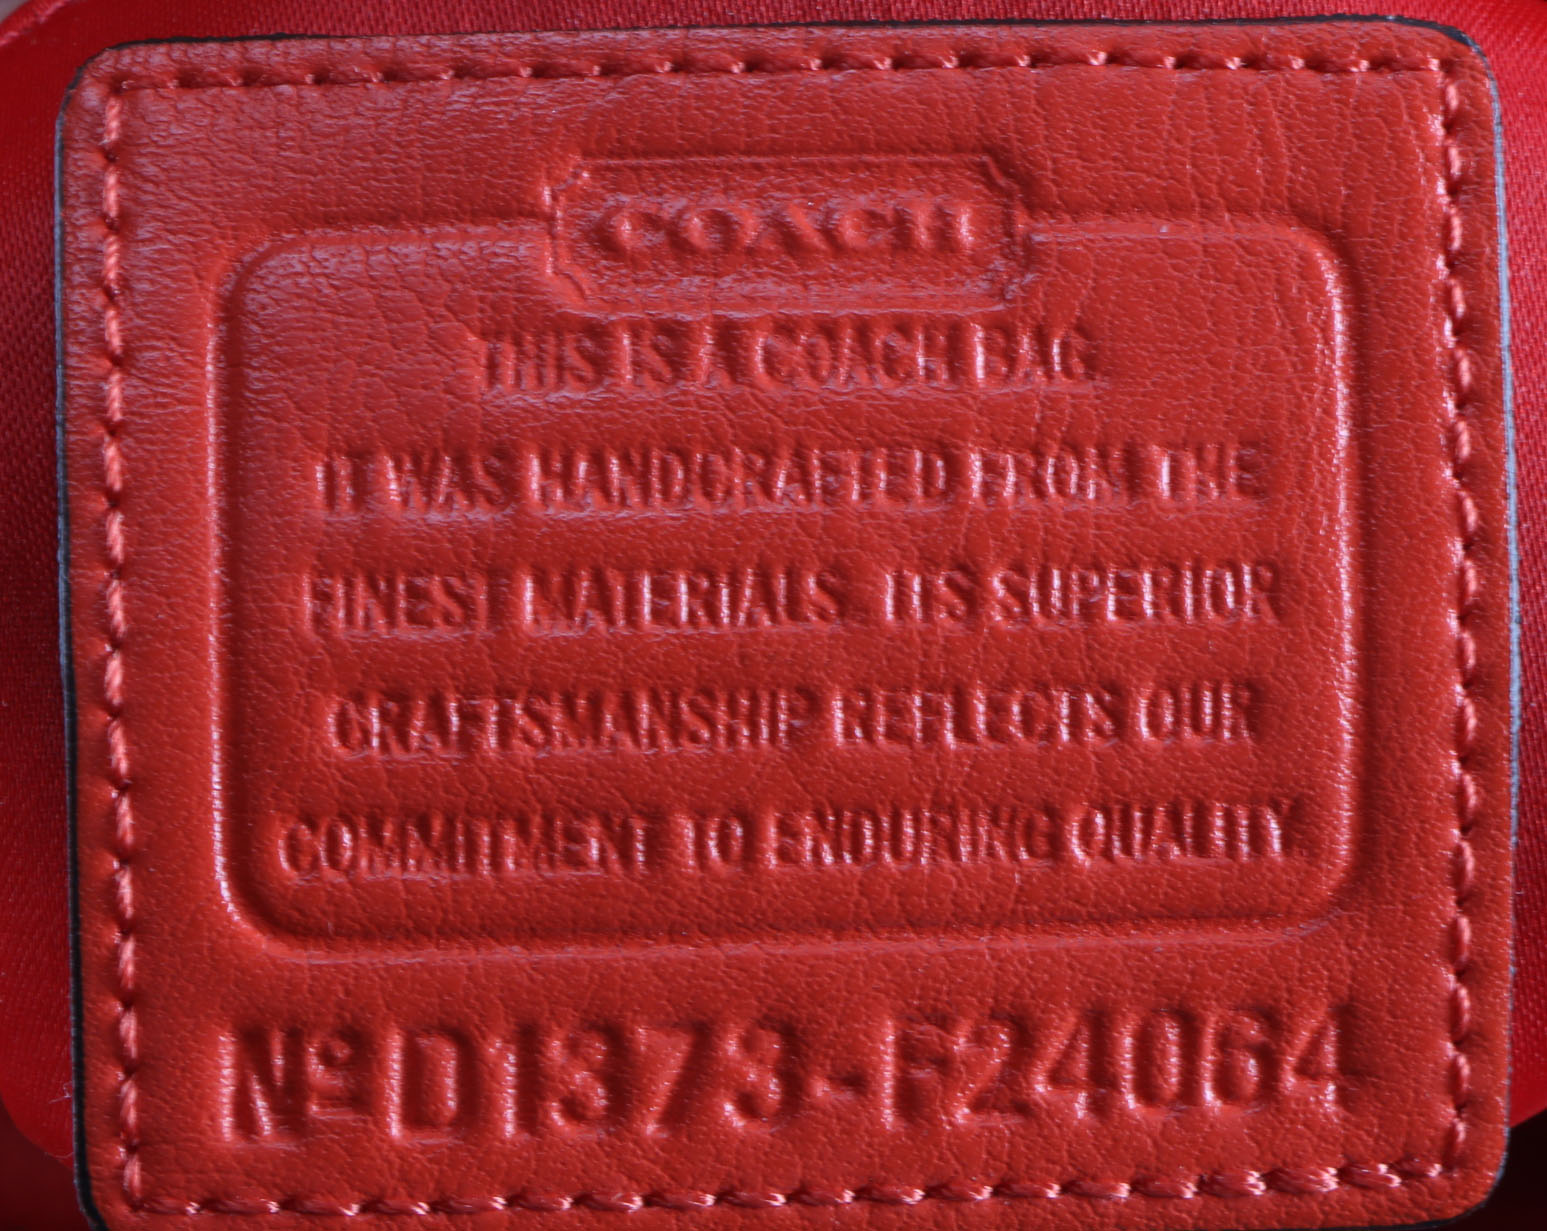 COACH
THIS IS A COACH BAG
IT WAS HANDCRAFTED FROM THE
FINEST MATERIALS ITS SUPERIOR
CRAFTSMANSHIP REFLECTS OUR
COMMITMENT TO ENDURING QUALITY
Nº D1373-F24064